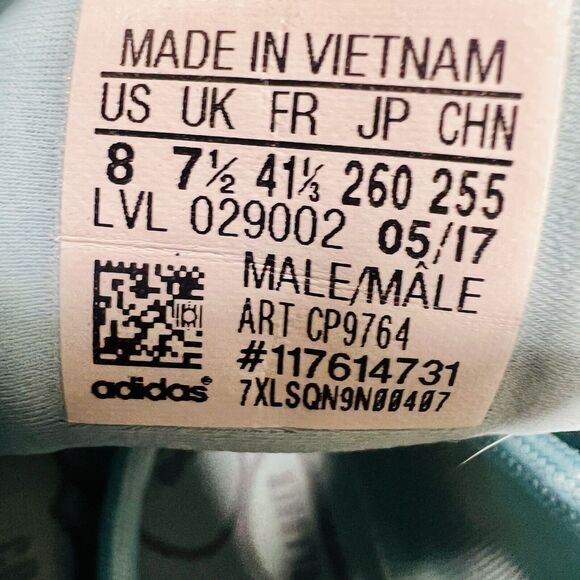 MADE IN VIETNAM
US UK FR JP CHN
8 7½ 41⅓ 260 255
LVL 029002 05/17
MALE/MÂLE
ART CP9764
#117614731
adidas® 7XLSQN9N00407